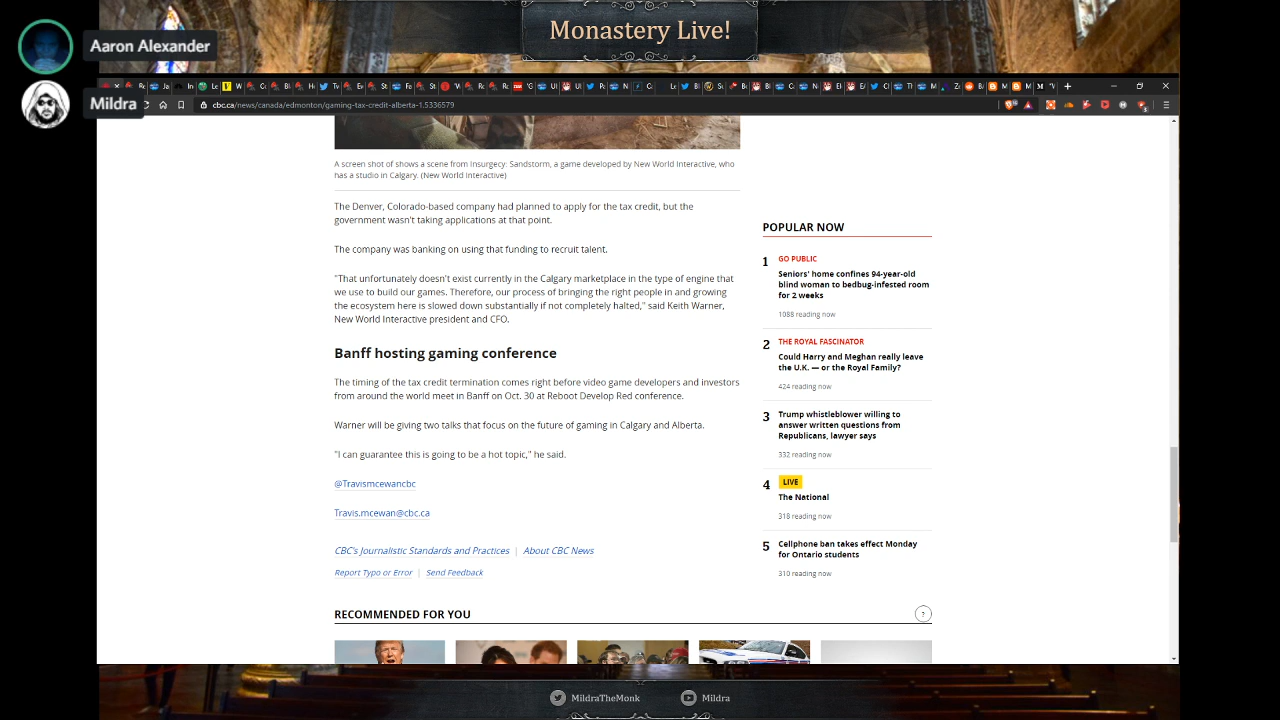 Monastery Live!
Aaron Alexander
Mildra
cbc.ca/news/canada/edmonton/gaming-tax-credit-alberta-1.5336579
A screen shot of shows a scene from Insurgecy: Sandstorm, a game developed by New World Interactive, who
has a studio in Calgary. (New World Interactive)
The Denver, Colorado-based company had planned to apply for the tax credit, but the
government wasn't taking applications at that point.
The company was banking on using that funding to recruit talent.
"That unfortunately doesn't exist currently in the Calgary marketplace in the type of engine that
we use to build our games. Therefore, our process of bringing the right people in and growing
the ecosystem here is slowed down substantially if not completely halted," said Keith Warner,
New World Interactive president and CFO.
Banff hosting gaming conference
The timing of the tax credit termination comes right before video game developers and investors
from around the world meet in Banff on Oct. 30 at Reboot Develop Red conference.
Warner will be giving two talks that focus on the future of gaming in Calgary and Alberta.
"I can guarantee this is going to be a hot topic," he said.
@Travismcewancbc
Travis.mcewan@cbc.ca
CBC's Journalistic Standards and Practices | About CBC News
Report Typo or Error | Send Feedback
POPULAR NOW
1 GO PUBLIC
Seniors' home confines 94-year-old
blind woman to bedbug-infested room
for 2 weeks
1088 reading now
2 THE ROYAL FASCINATOR
Could Harry and Meghan really leave
the U.K. — or the Royal Family?
424 reading now
3 Trump whistleblower willing to
answer written questions from
Republicans, lawyer says
332 reading now
4 LIVE
The National
318 reading now
5 Cellphone ban takes effect Monday
for Ontario students
310 reading now
RECOMMENDED FOR YOU
?
MildraTheMonk
Mildra